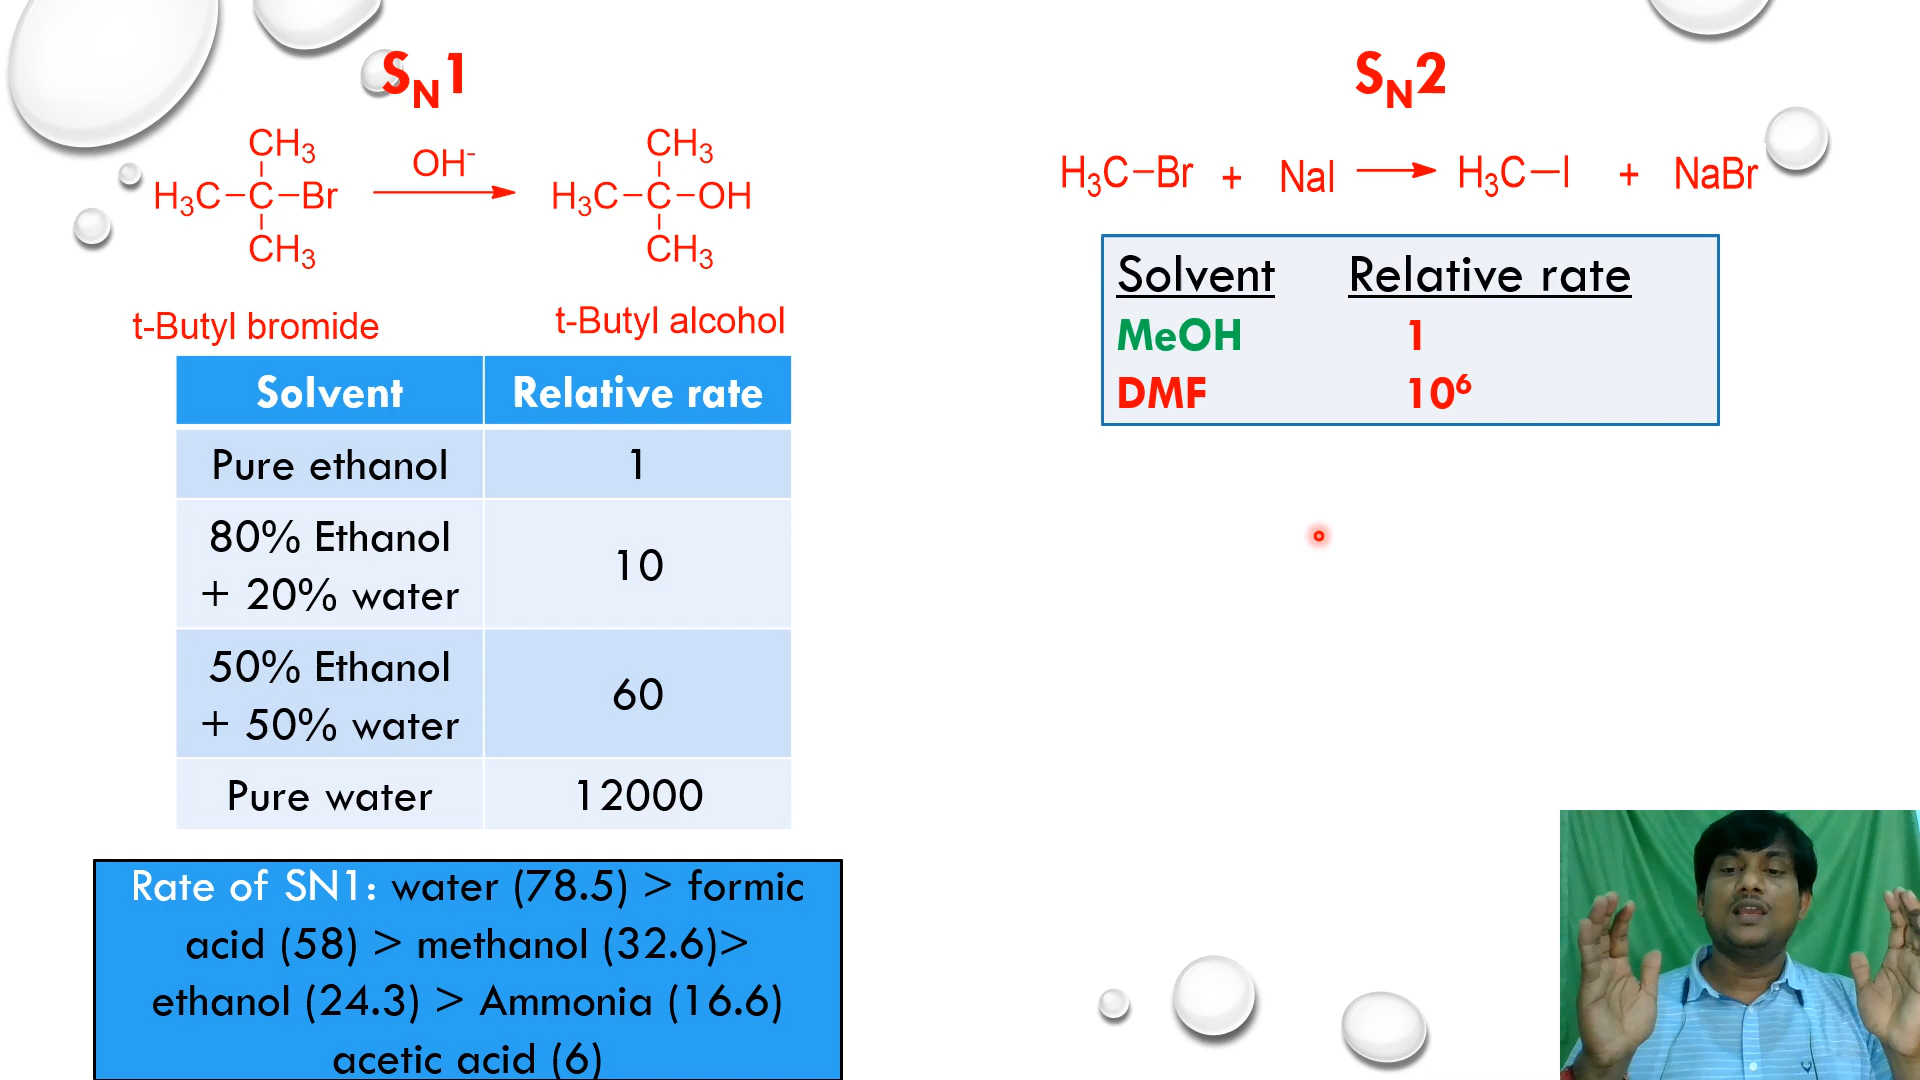 S_N1
CH₃
OH⁻
H₃C–C–Br
CH₃
t-Butyl bromide
CH₃
H₃C–C–OH
CH₃
t-Butyl alcohol
Solvent Relative rate
Pure ethanol 1
80% Ethanol
+ 20% water 10
50% Ethanol
+ 50% water 60
Pure water 12000
Rate of SN1: water (78.5) > formic
acid (58) > methanol (32.6)>
ethanol (24.3) > Ammonia (16.6)
acetic acid (6)
S_N2
H₃C–Br + NaI → H₃C–I + NaBr
Solvent Relative rate
MeOH 1
DMF 10⁶